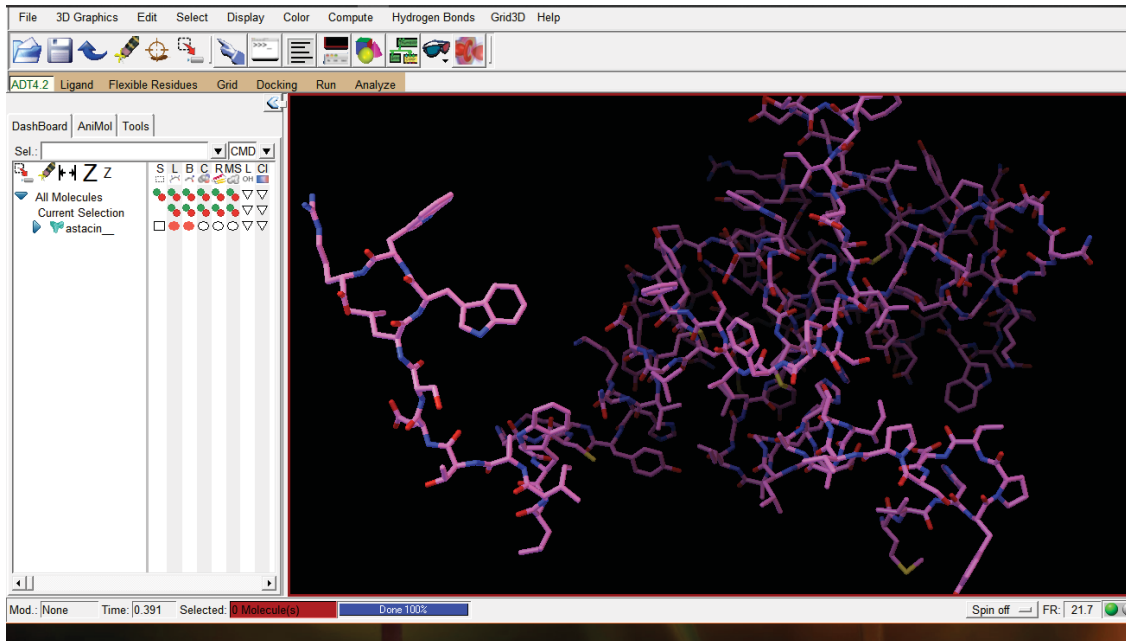 File 3D Graphics Edit Select Display Color Compute Hydrogen Bonds Grid3D Help
>>>_
ADT4.2 Ligand Flexible Residues Grid Docking Run Analyze
DashBoard AniMol Tools
Sel.: CMD
Z Z S L B C R MS L Cl
OH
All Molecules
Current Selection
astacin__
Mod.: None Time: 0.391 Selected: 0 Molecule(s) Done 100% Spin off FR: 21.7